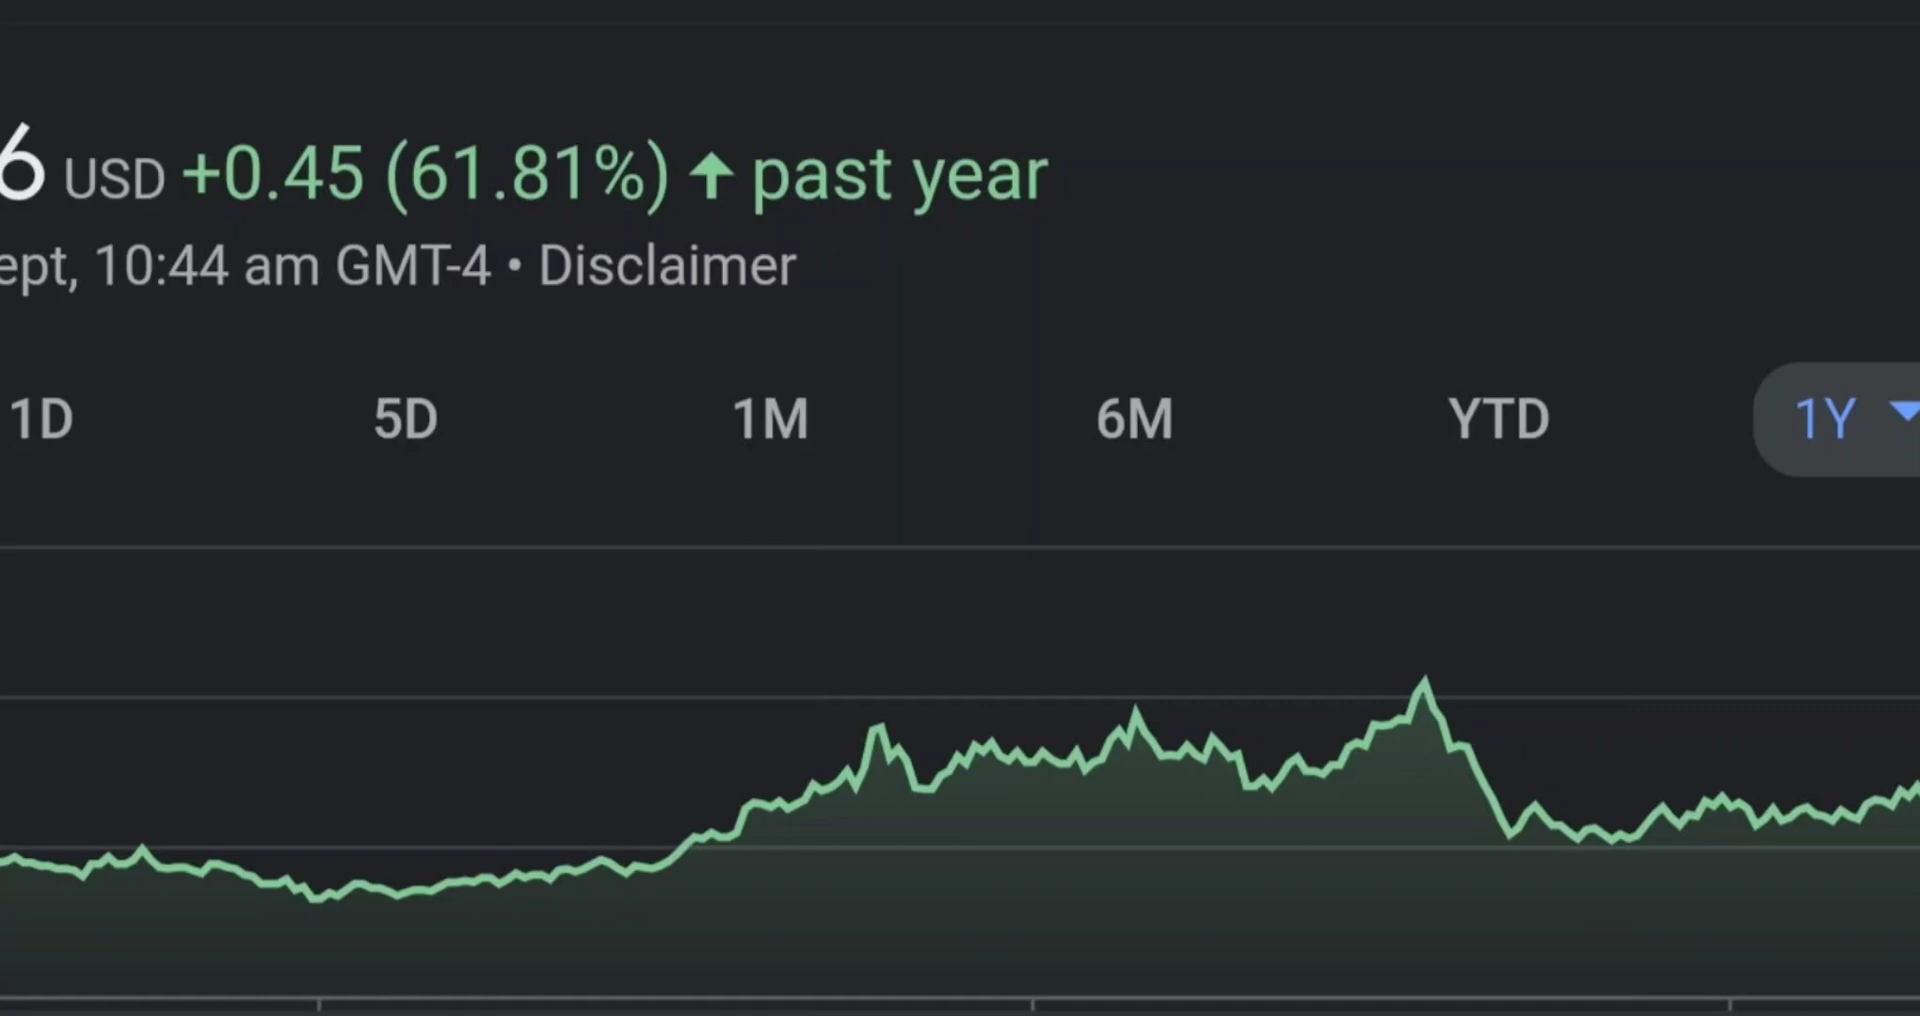 6 USD +0.45 (61.81%) ↑ past year
ept, 10:44 am GMT-4 • Disclaimer
1D 5D 1M 6M YTD 1Y